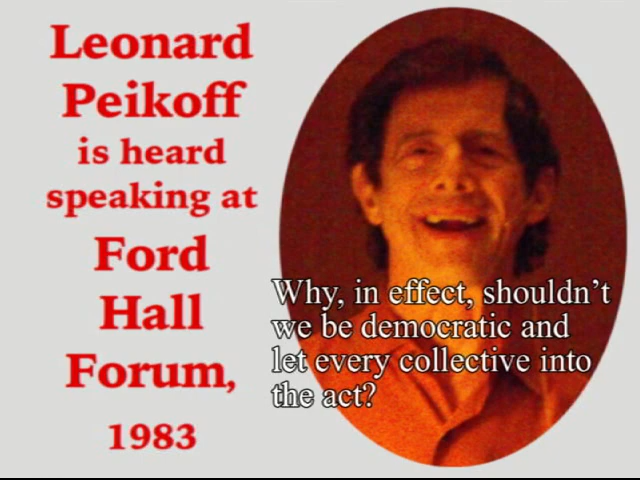 Leonard
Peikoff
is heard
speaking at
Ford
Hall
Forum,
1983
Why, in effect, shouldn't
we be democratic and
let every collective into
the act?